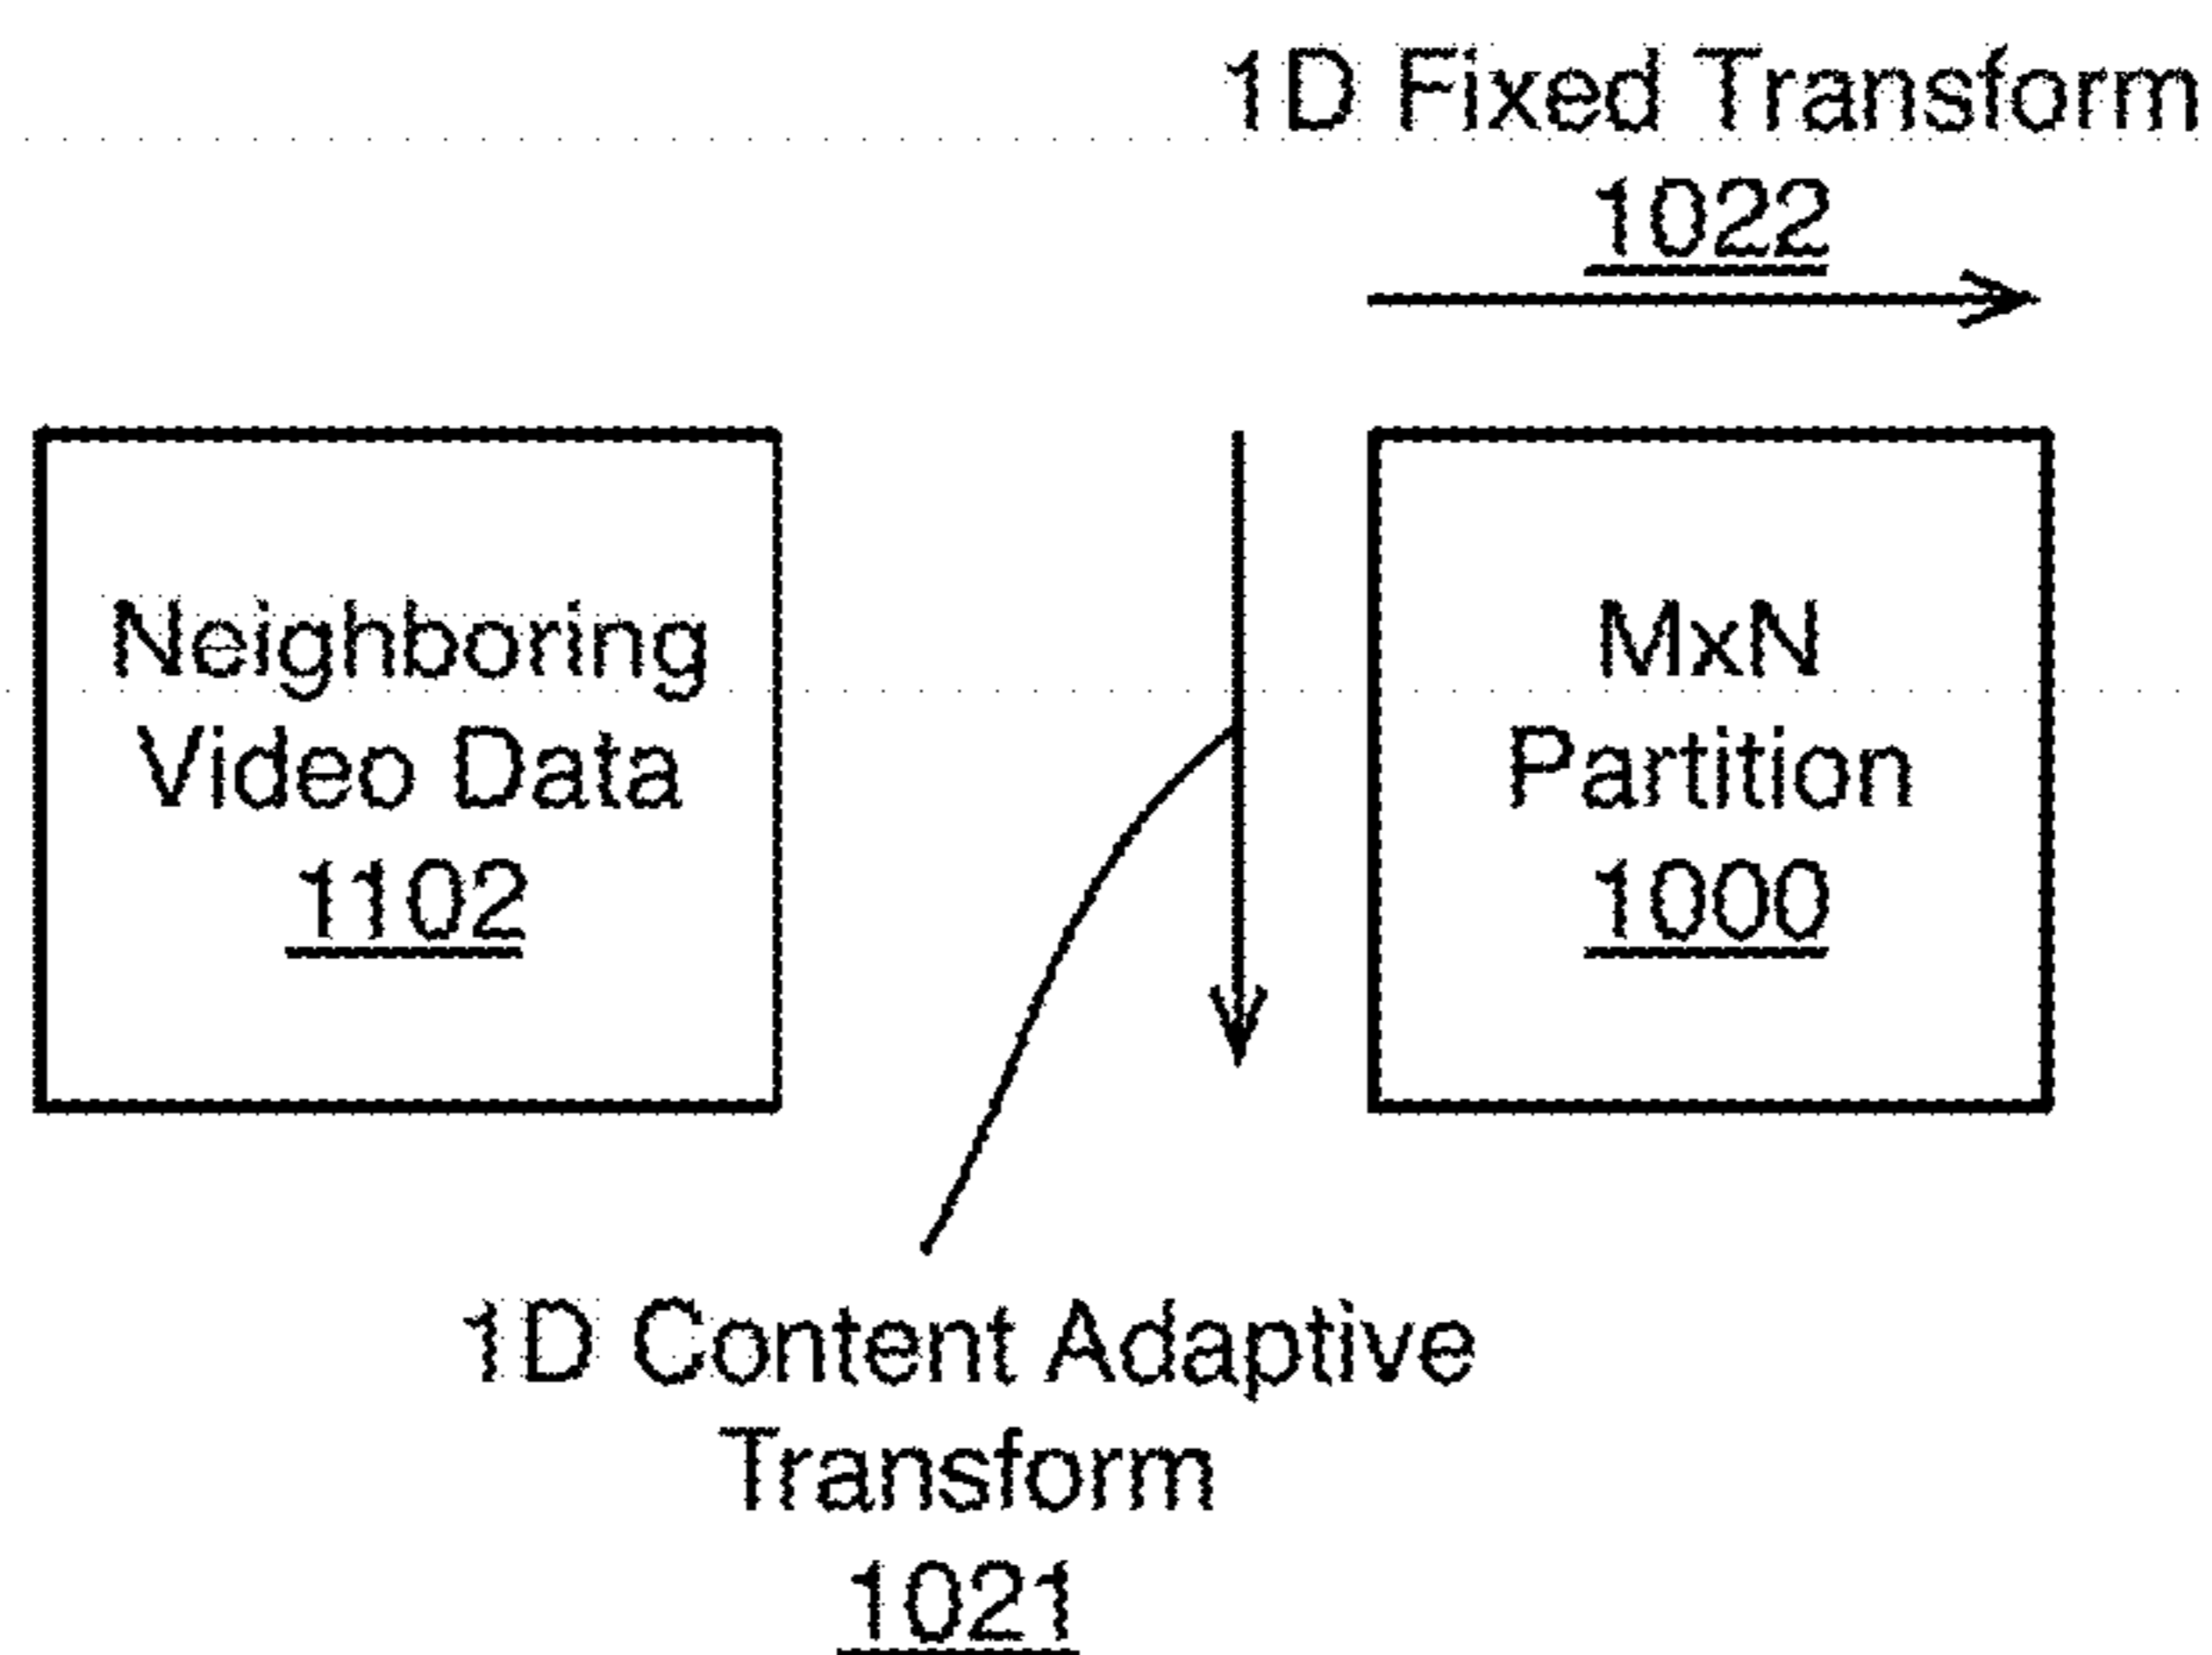 1D Fixed Transform
1022
Neighboring
Video Data
1102
MxN
Partition
1000
1D Content Adaptive
Transform
1021